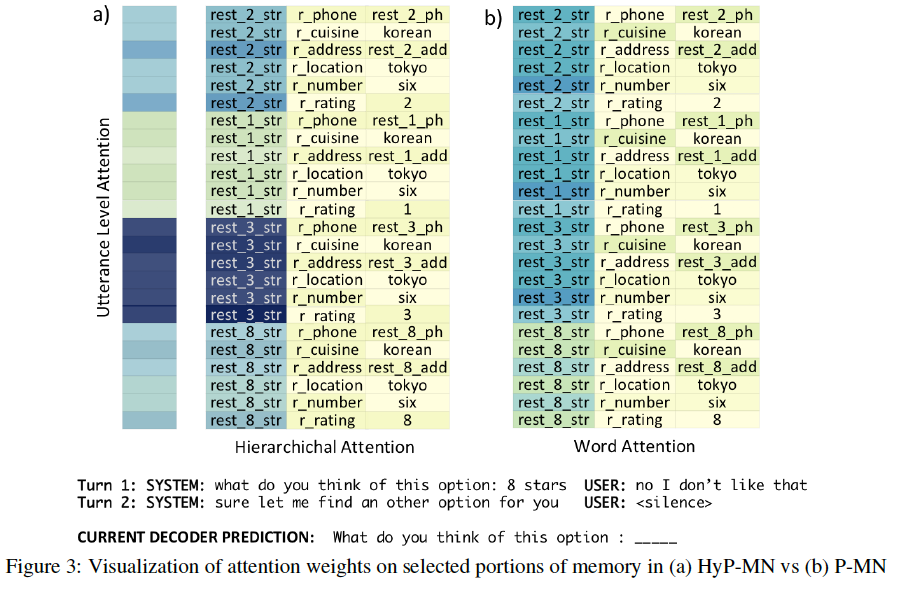 a)
rest_2_str r_phone rest_2_ph
rest_2_str r_cuisine korean
rest_2_str r_address rest_2_add
rest_2_str r_location tokyo
rest_2_str r_number six
rest_2_str r_rating 2
rest_1_str r_phone rest_1_ph
rest_1_str r_cuisine korean
rest_1_str r_address rest_1_add
rest_1_str r_location tokyo
rest_1_str r_number six
rest_1_str r_rating 1
rest_3_str r_phone rest_3_ph
rest_3_str r_cuisine korean
rest_3_str r_address rest_3_add
rest_3_str r_location tokyo
rest_3_str r_number six
rest_3_str r_rating 3
rest_8_str r_phone rest_8_ph
rest_8_str r_cuisine korean
rest_8_str r_address rest_8_add
rest_8_str r_location tokyo
rest_8_str r_number six
rest_8_str r_rating 8
Utterance Level Attention
Hierarchichal Attention
b)
rest_2_str r_phone rest_2_ph
rest_2_str r_cuisine korean
rest_2_str r_address rest_2_add
rest_2_str r_location tokyo
rest_2_str r_number six
rest_2_str r_rating 2
rest_1_str r_phone rest_1_ph
rest_1_str r_cuisine korean
rest_1_str r_address rest_1_add
rest_1_str r_location tokyo
rest_1_str r_number six
rest_1_str r_rating 1
rest_3_str r_phone rest_3_ph
rest_3_str r_cuisine korean
rest_3_str r_address rest_3_add
rest_3_str r_location tokyo
rest_3_str r_number six
rest_3_str r_rating 3
rest_8_str r_phone rest_8_ph
rest_8_str r_cuisine korean
rest_8_str r_address rest_8_add
rest_8_str r_location tokyo
rest_8_str r_number six
rest_8_str r_rating 8
Word Attention
Turn 1: SYSTEM: what do you think of this option: 8 stars USER: no I don't like that
Turn 2: SYSTEM: sure let me find an other option for you USER: <silence>
CURRENT DECODER PREDICTION: What do you think of this option : _____
Figure 3: Visualization of attention weights on selected portions of memory in (a) HyP-MN vs (b) P-MN